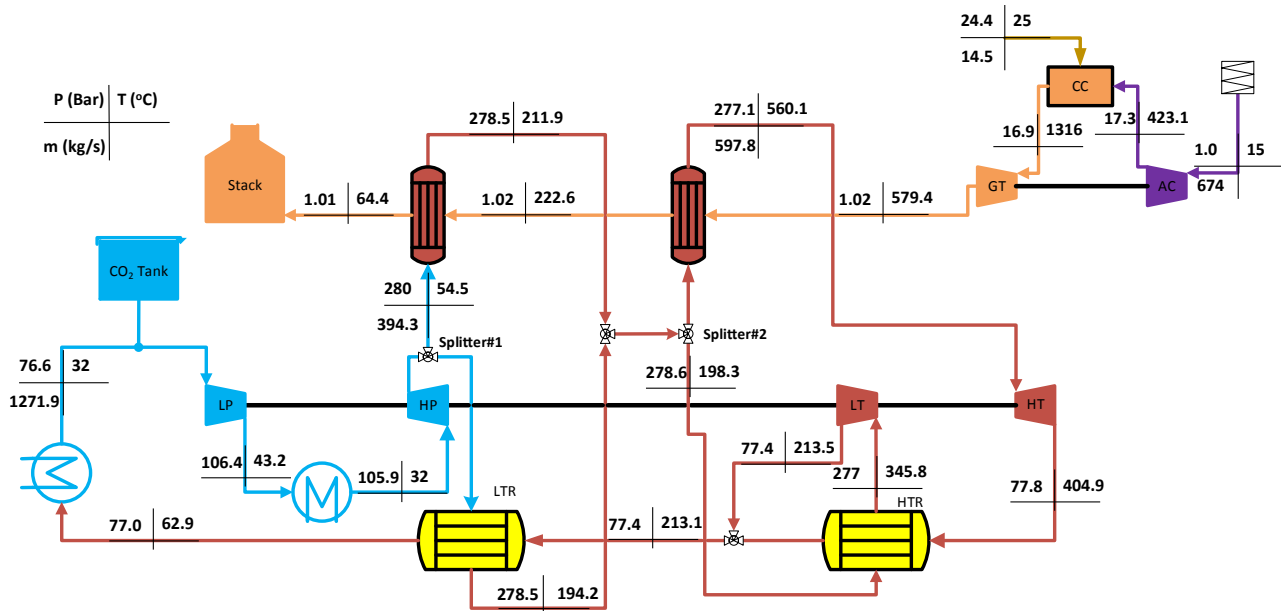 24.4 25
14.5
CC
P (Bar) T (ºC)
m (kg/s)
278.5 211.9
277.1 560.1
597.8
16.9 1316
17.3 423.1
1.0 15
674
Stack
1.01 64.4
1.02 222.6
1.02 579.4
GT
AC
CO2 Tank
280 54.5
394.3
Splitter#1
Splitter#2
76.6 32
1271.9
278.6 198.3
LP
HP
LT
HT
106.4 43.2
105.9 32
77.4 213.5
277 345.8
77.8 404.9
LTR
HTR
77.0 62.9
77.4 213.1
278.5 194.2